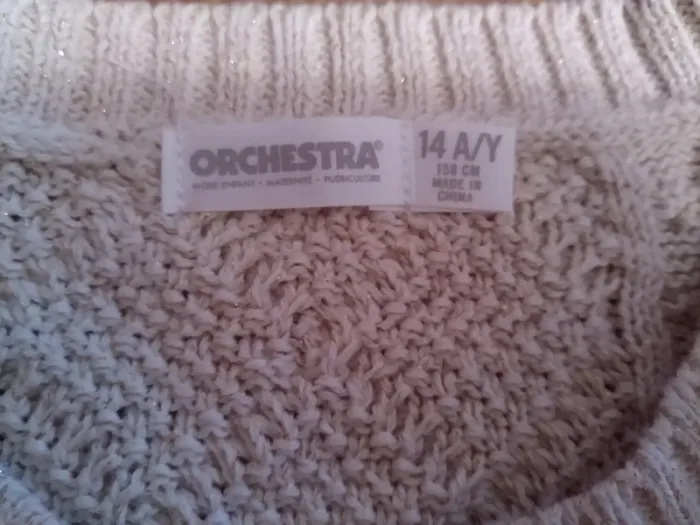 ORCHESTRA®
MODE ENFANT • MATERNITÉ • PUÉRICULTURE
14 A/Y
158 CM
MADE IN
CHINA